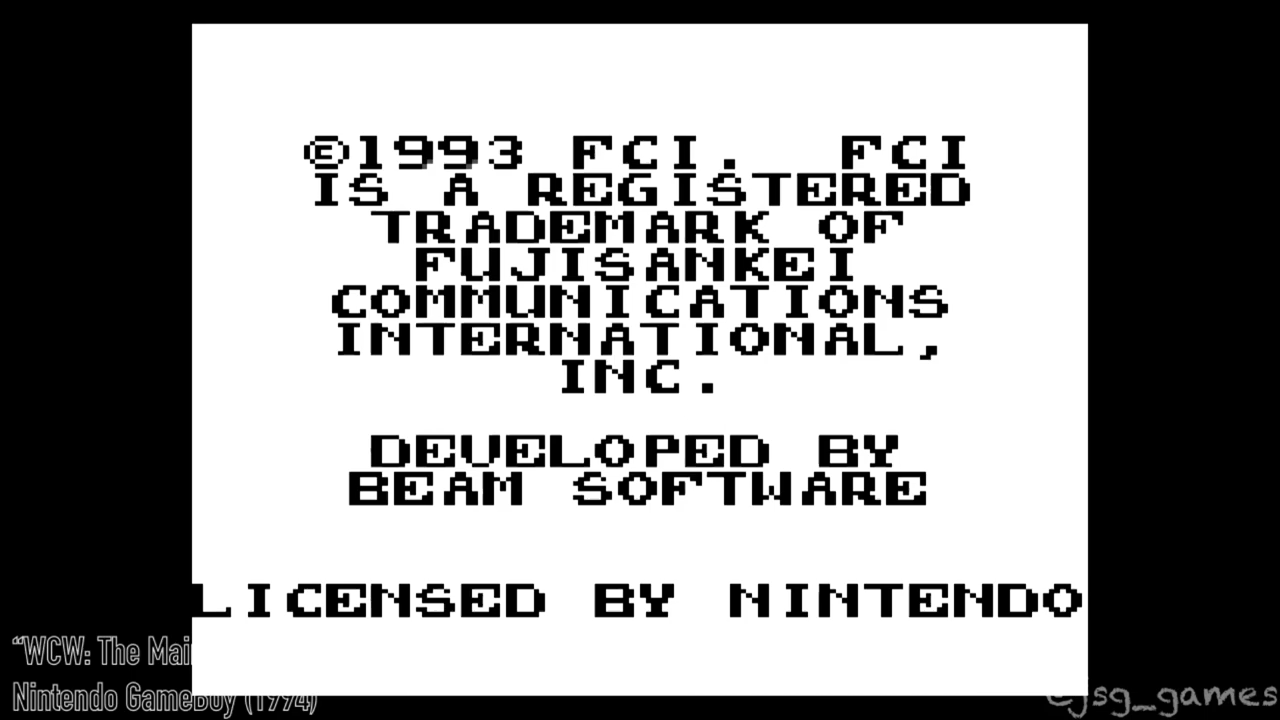 ©1993 FCI. FCI
IS A REGISTERED
TRADEMARK OF
FUJISANKEI
COMMUNICATIONS
INTERNATIONAL,
INC.
DEVELOPED BY
BEAM SOFTWARE
LICENSED BY NINTENDO
“WCW: The Mai
Nintendo GameBoy (1994)
@jsg_games